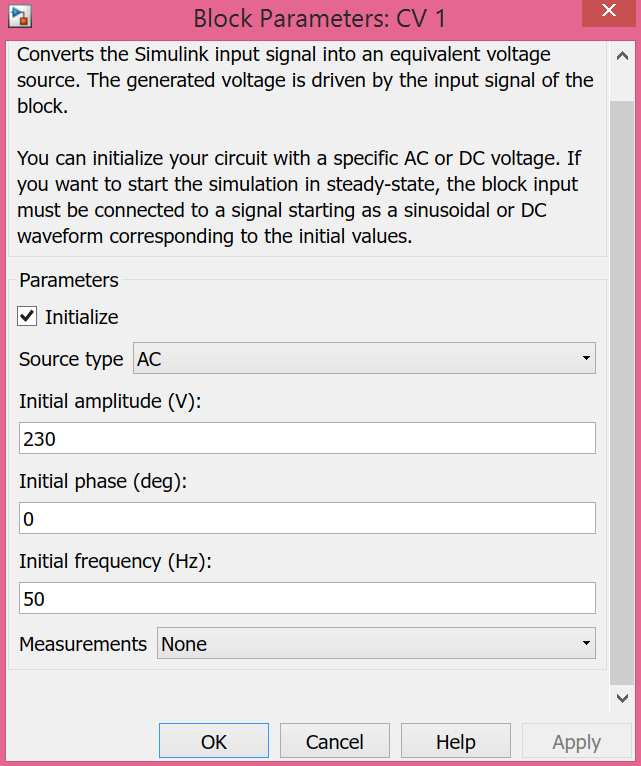 Block Parameters: CV 1
Converts the Simulink input signal into an equivalent voltage
source. The generated voltage is driven by the input signal of the
block.
You can initialize your circuit with a specific AC or DC voltage. If
you want to start the simulation in steady-state, the block input
must be connected to a signal starting as a sinusoidal or DC
waveform corresponding to the initial values.
Parameters
Initialize
Source type AC
Initial amplitude (V):
230
Initial phase (deg):
0
Initial frequency (Hz):
50
Measurements None
OK Cancel Help Apply